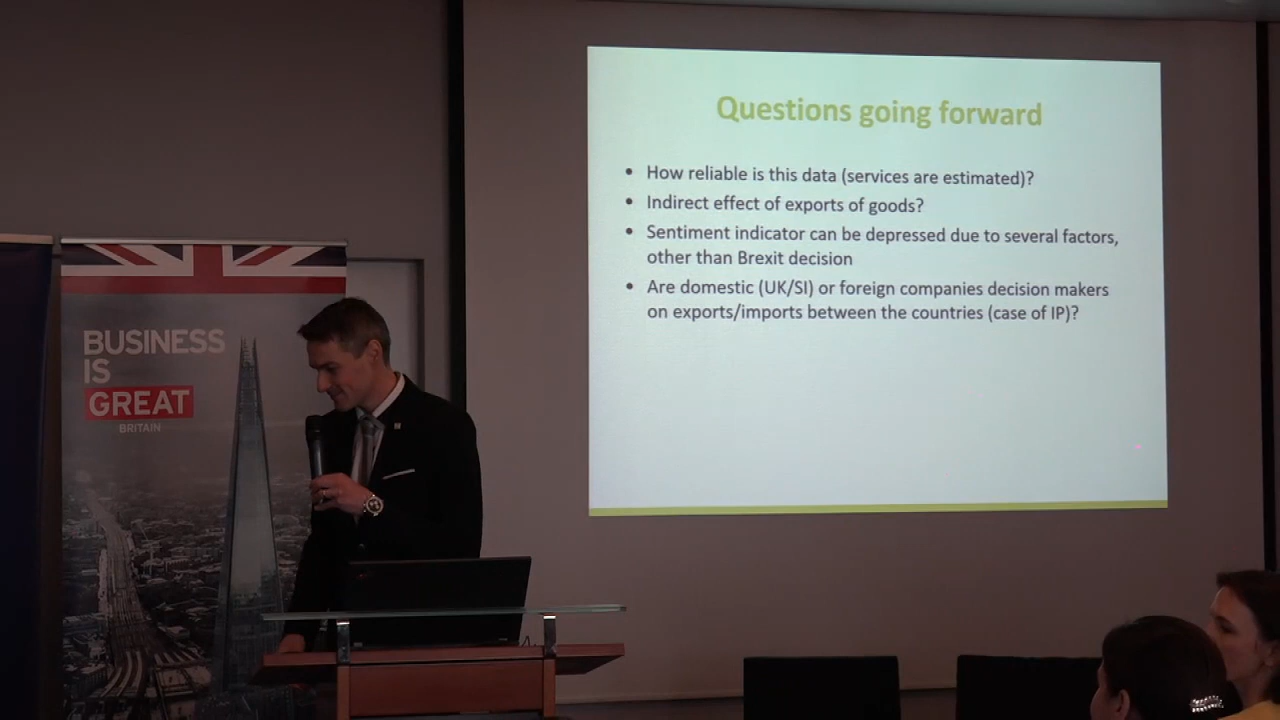 BUSINESS
IS
GREAT
BRITAIN
Questions going forward
• How reliable is this data (services are estimated)?
• Indirect effect of exports of goods?
• Sentiment indicator can be depressed due to several factors,
other than Brexit decision
• Are domestic (UK/SI) or foreign companies decision makers
on exports/imports between the countries (case of IP)?